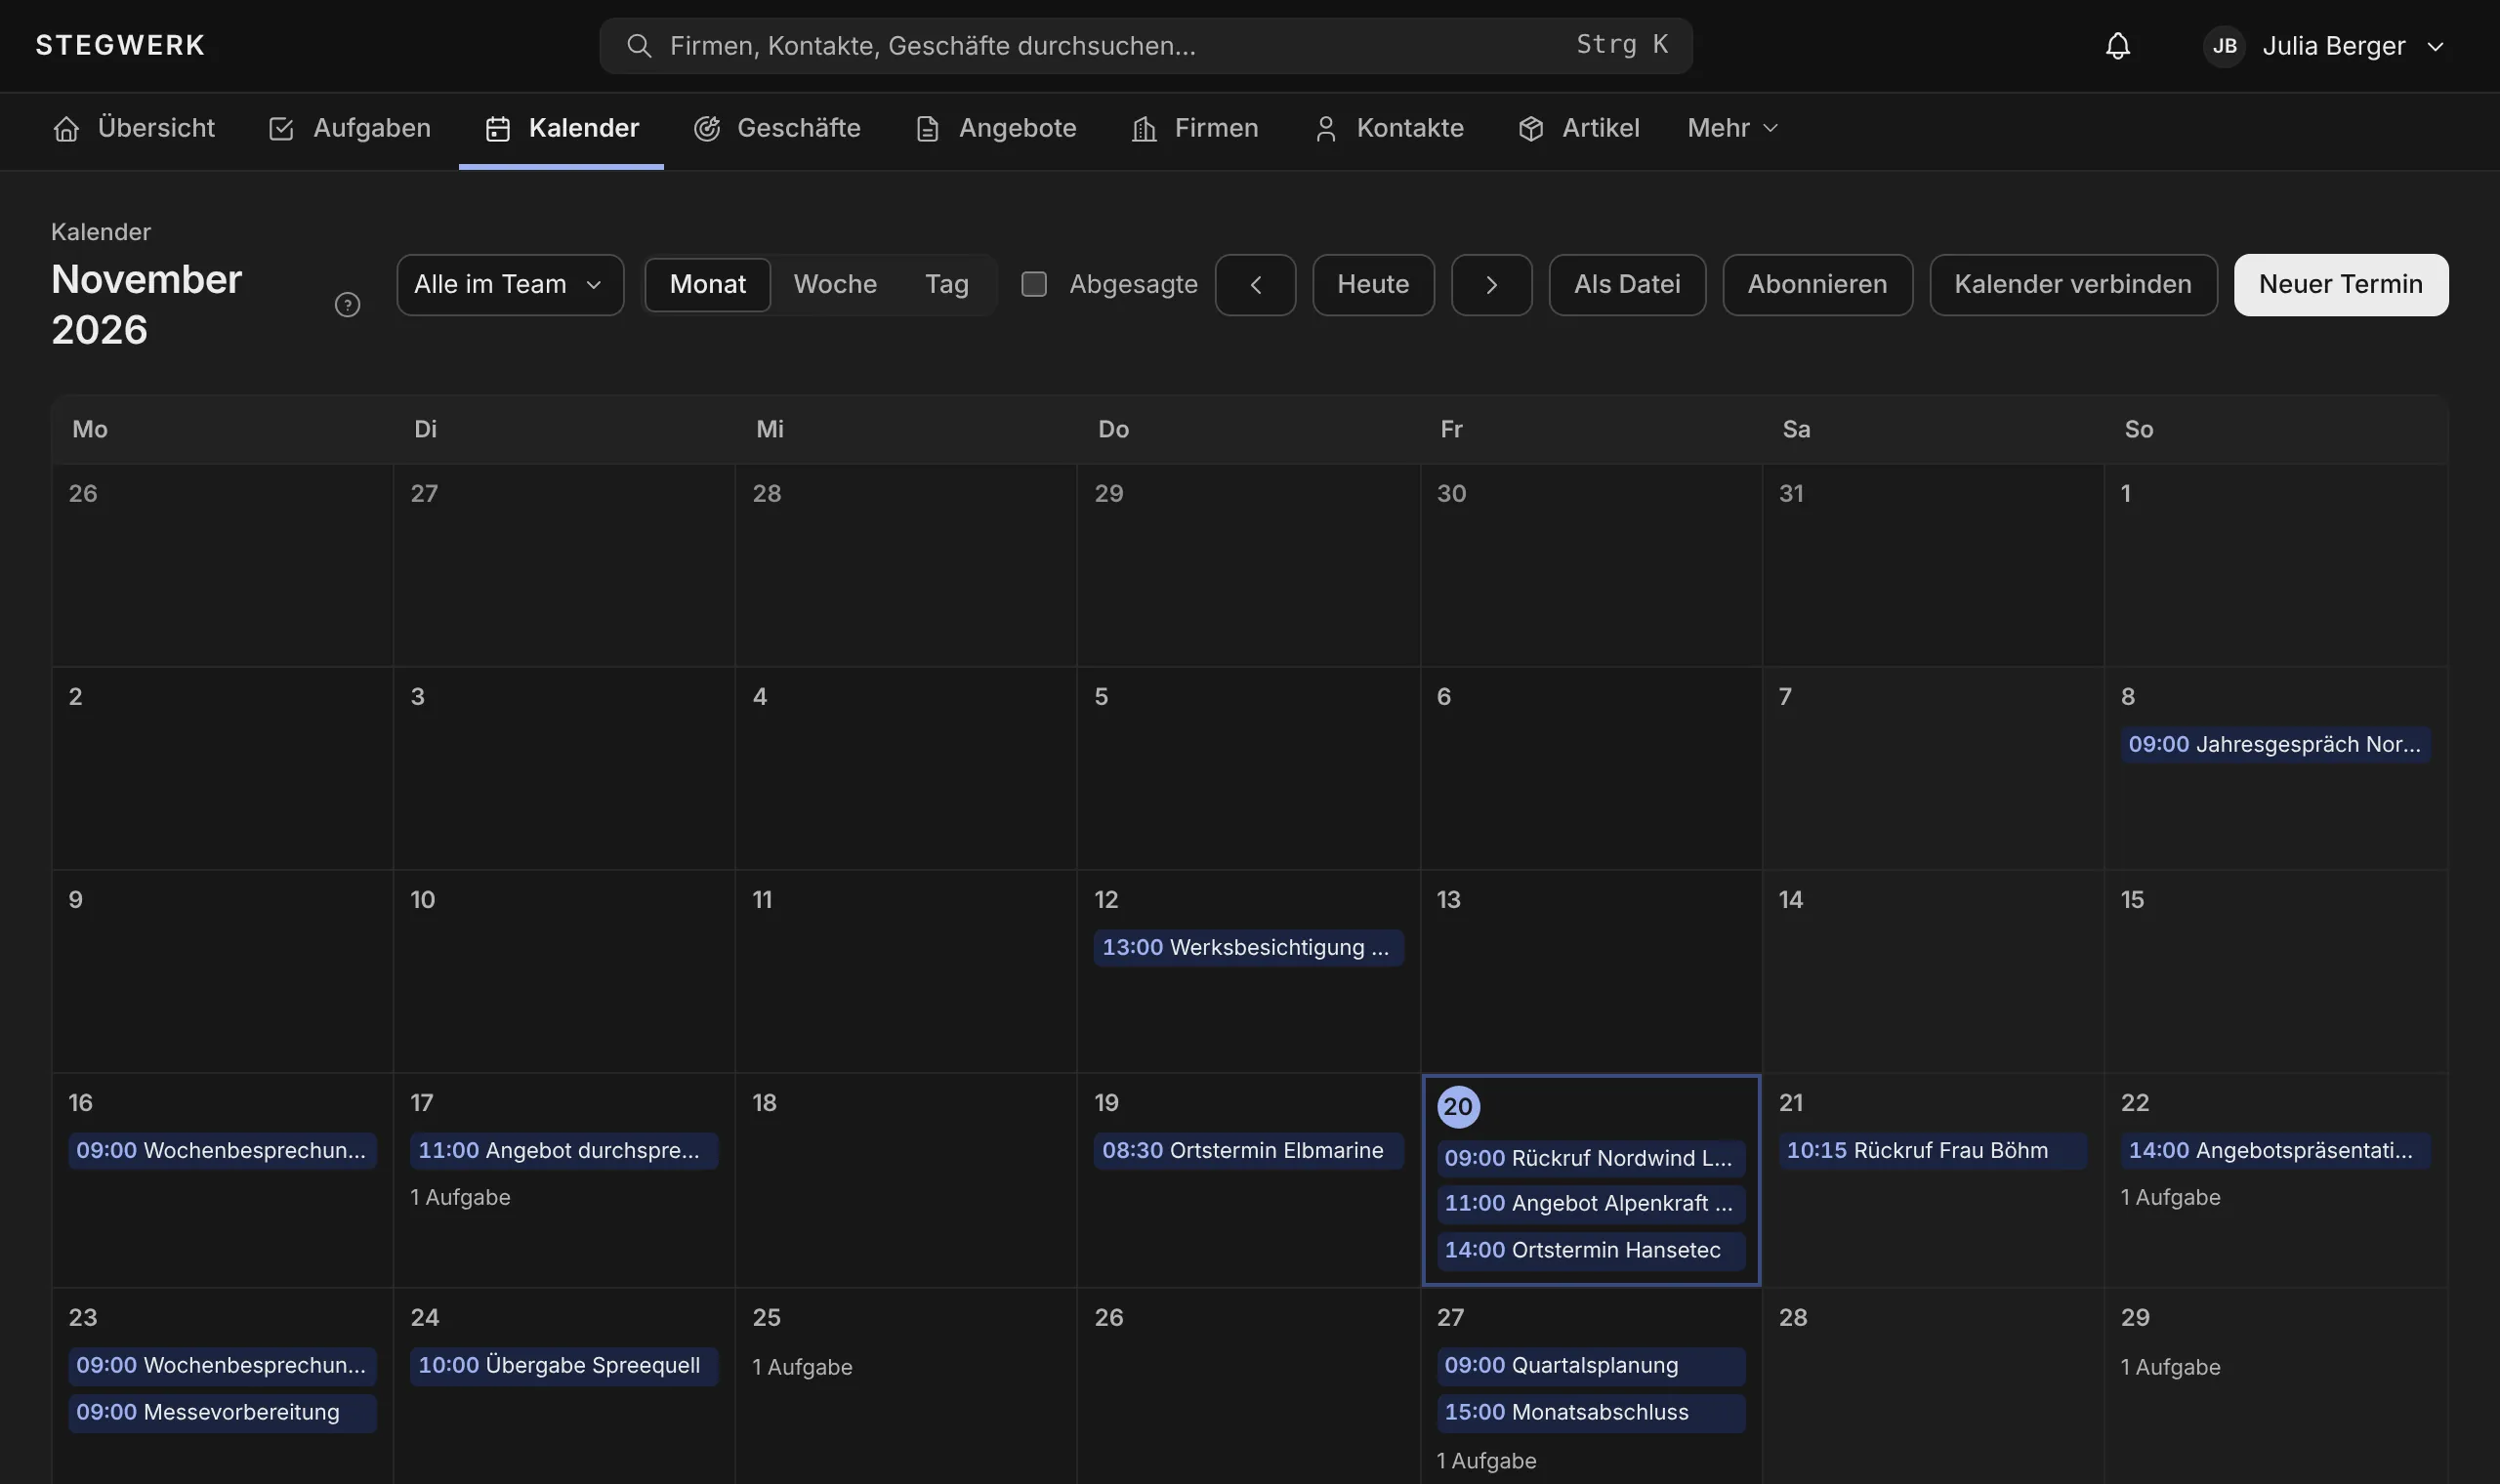 STEGWERK
Firmen, Kontakte, Geschäfte durchsuchen...
Strg K
JB
Julia Berger
Übersicht
Aufgaben
Kalender
Geschäfte
Angebote
Firmen
Kontakte
Artikel
Mehr
Kalender
November
2026
?
Alle im Team
Monat
Woche
Tag
Abgesagte
Heute
Als Datei
Abonnieren
Kalender verbinden
Neuer Termin
Mo
Di
Mi
Do
Fr
Sa
So
26
27
28
29
30
31
1
2
3
4
5
6
7
8
09:00 Jahresgespräch Nor...
9
10
11
12
13:00 Werksbesichtigung ...
13
14
15
16
09:00 Wochenbesprechun...
17
11:00 Angebot durchspre...
1 Aufgabe
18
19
08:30 Ortstermin Elbmarine
20
09:00 Rückruf Nordwind L...
11:00 Angebot Alpenkraft ...
14:00 Ortstermin Hansetec
21
10:15 Rückruf Frau Böhm
22
14:00 Angebotspräsentati...
1 Aufgabe
23
09:00 Wochenbesprechun...
09:00 Messevorbereitung
24
10:00 Übergabe Spreequell
25
1 Aufgabe
26
27
09:00 Quartalsplanung
15:00 Monatsabschluss
1 Aufgabe
28
29
1 Aufgabe